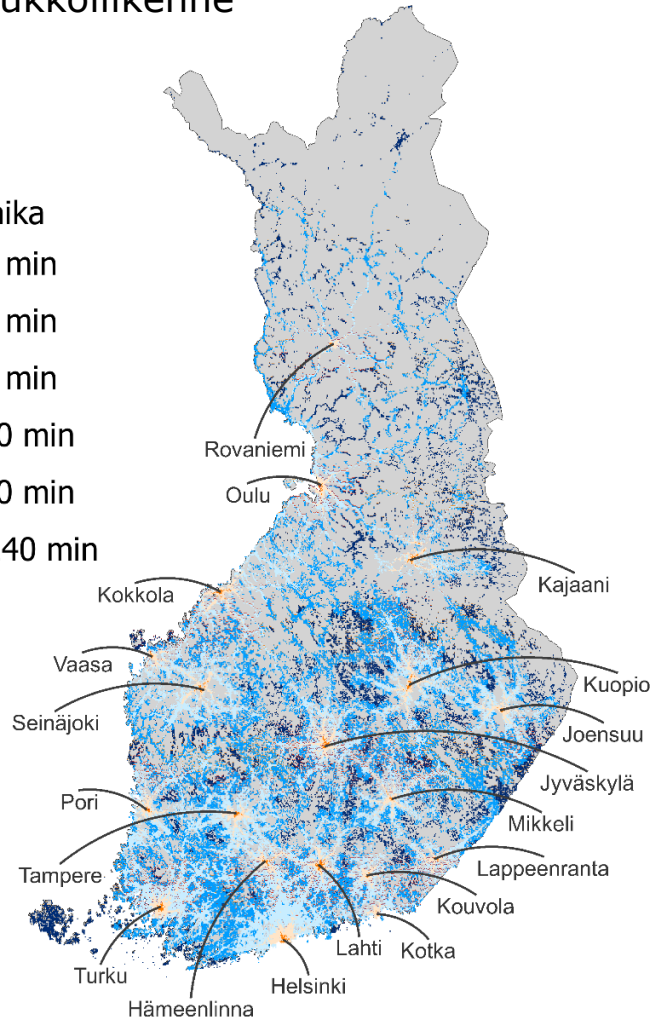 ukkoliikenne
aika
min
min
min
0 min
0 min
40 min
Rovaniemi
Oulu
Kajaani
Kokkola
Vaasa
Kuopio
Seinäjoki
Joensuu
Jyväskylä
Pori
Mikkeli
Tampere
Lappeenranta
Kouvola
Lahti
Kotka
Turku
Helsinki
Hämeenlinna